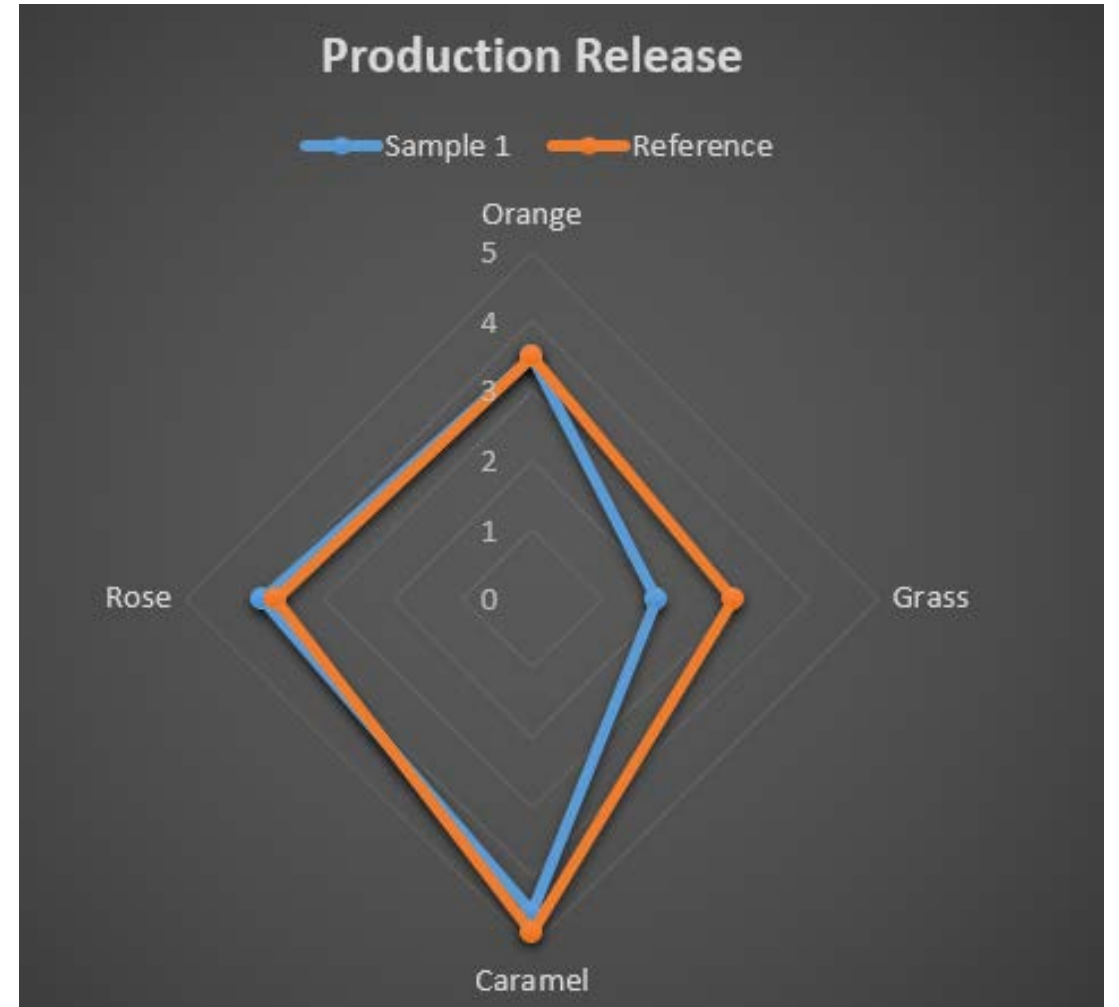 Production Release
Sample 1 Reference
Orange
5
4
3
2
1
0
Rose
Grass
Caramel